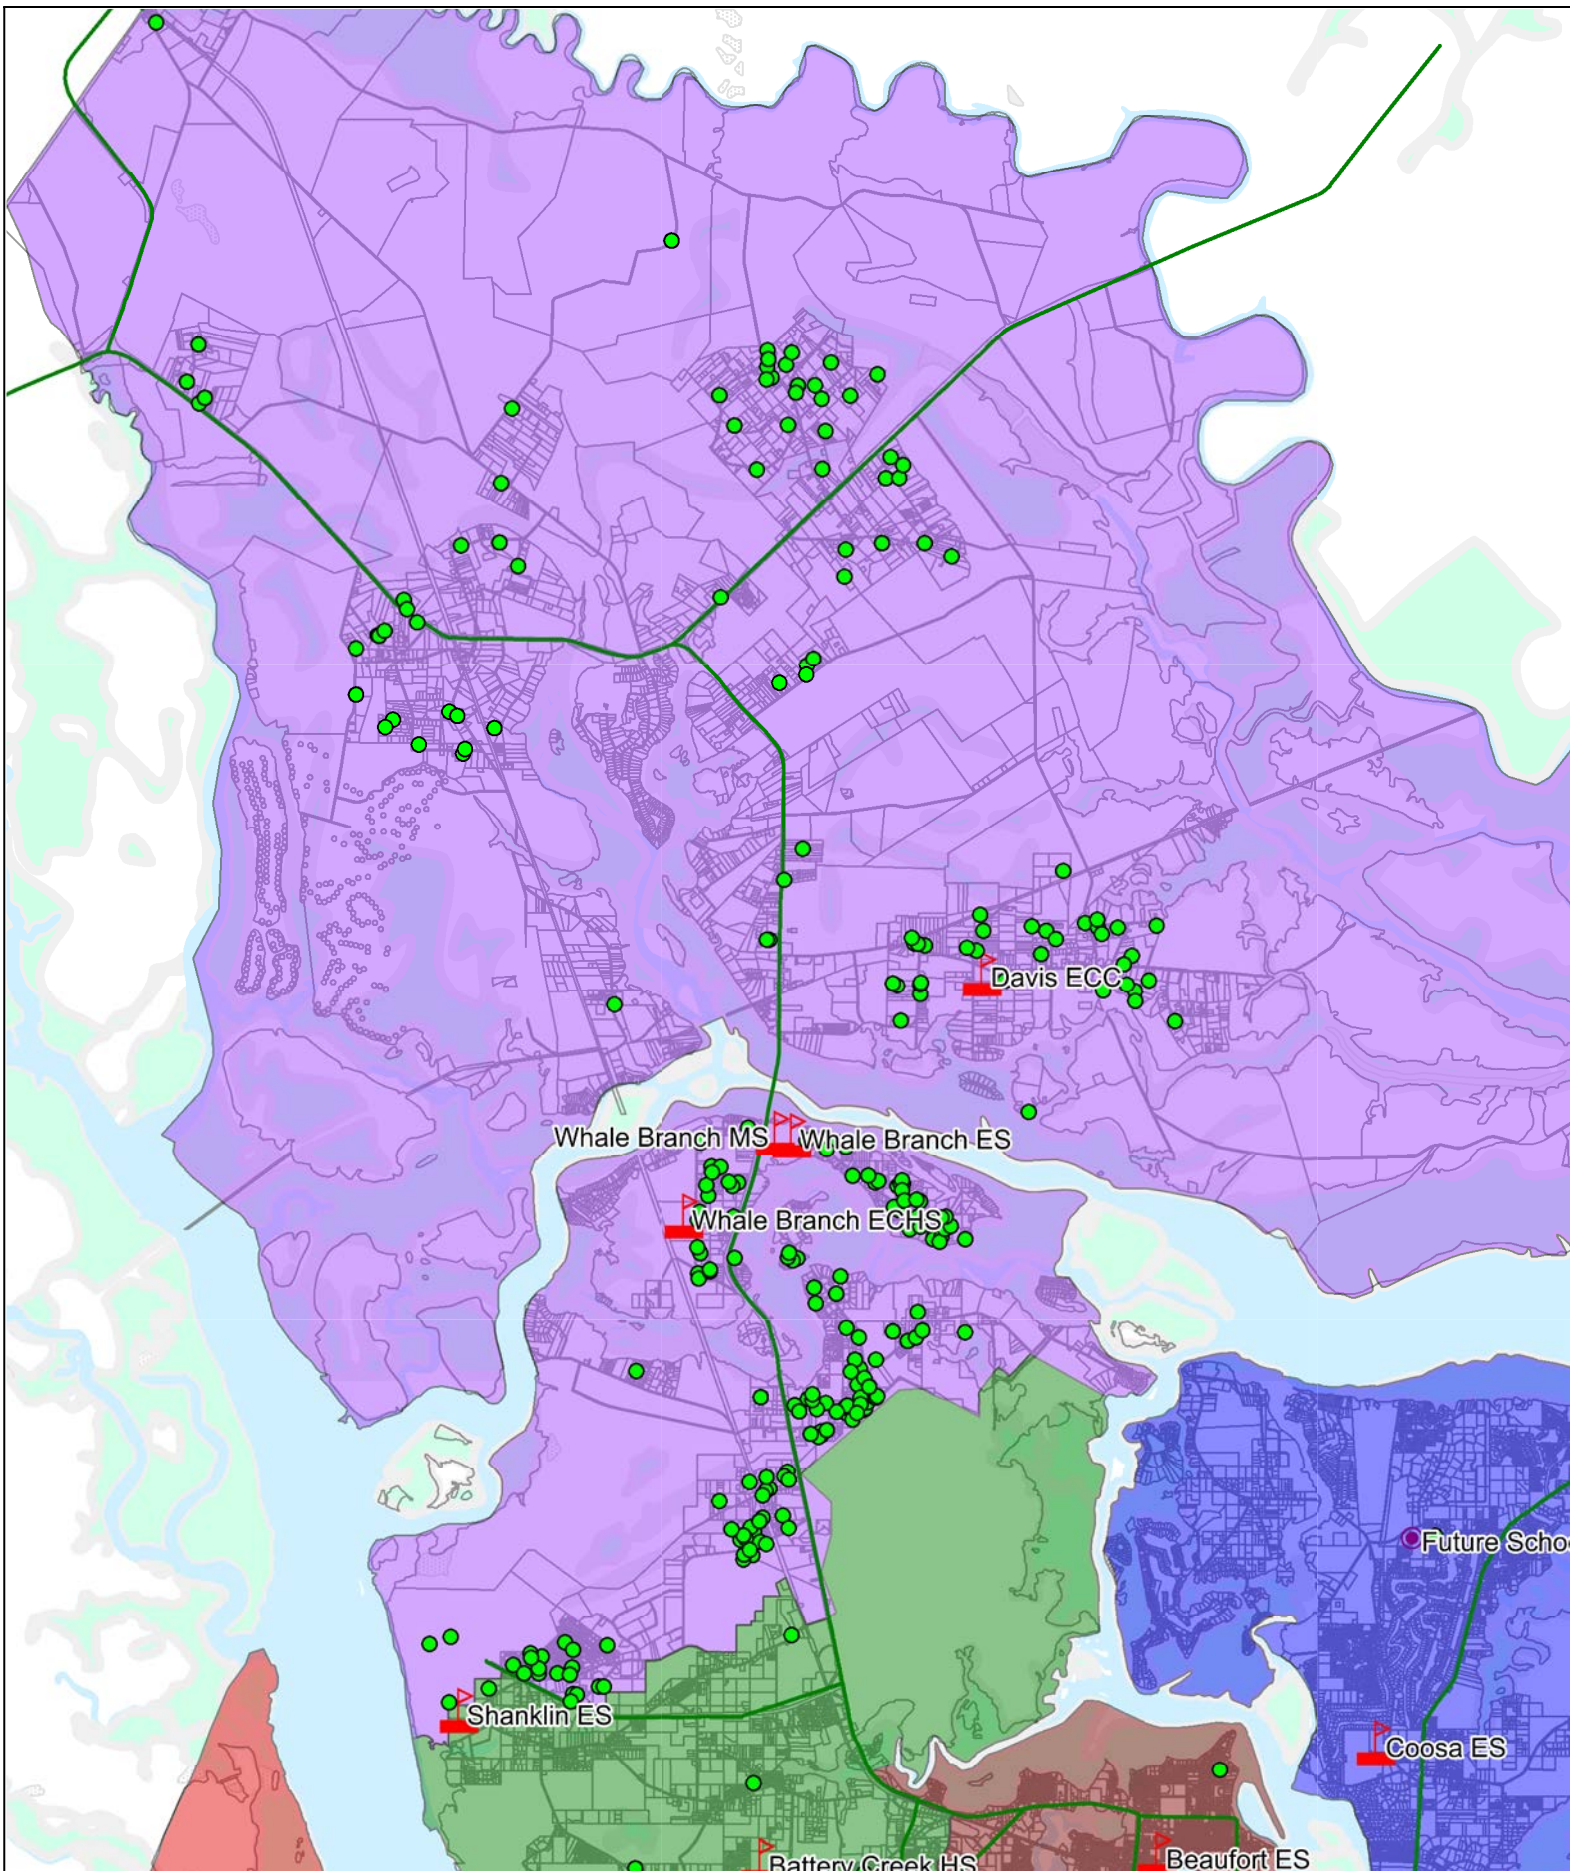 Davis ECC
Whale Branch MS
Whale Branch ES
Whale Branch ECHS
Future Schoo
Shanklin ES
Coosa ES
Battery Creek HS
Beaufort ES